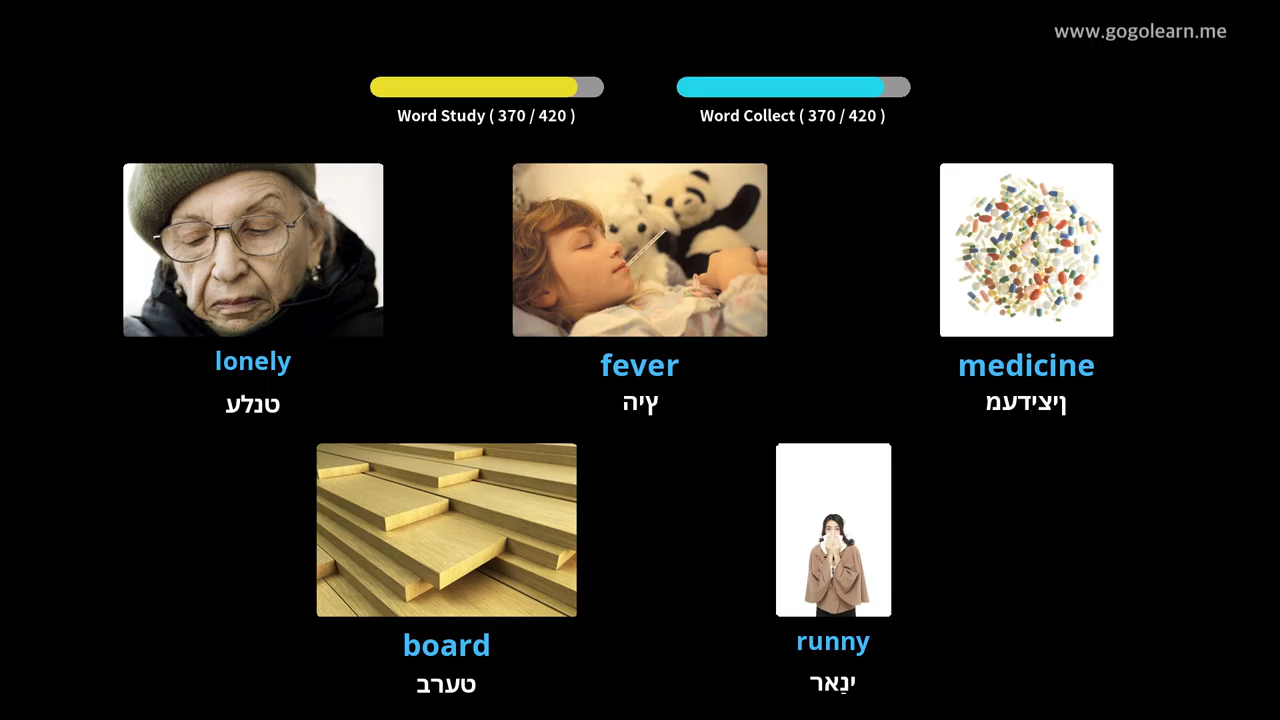 www.gogolearn.me
Word Study ( 370 / 420 )
Word Collect ( 370 / 420 )
lonely
טנלע
fever
ץיה
medicine
ןיצידעמ
board
טערב
runny
ינַאר